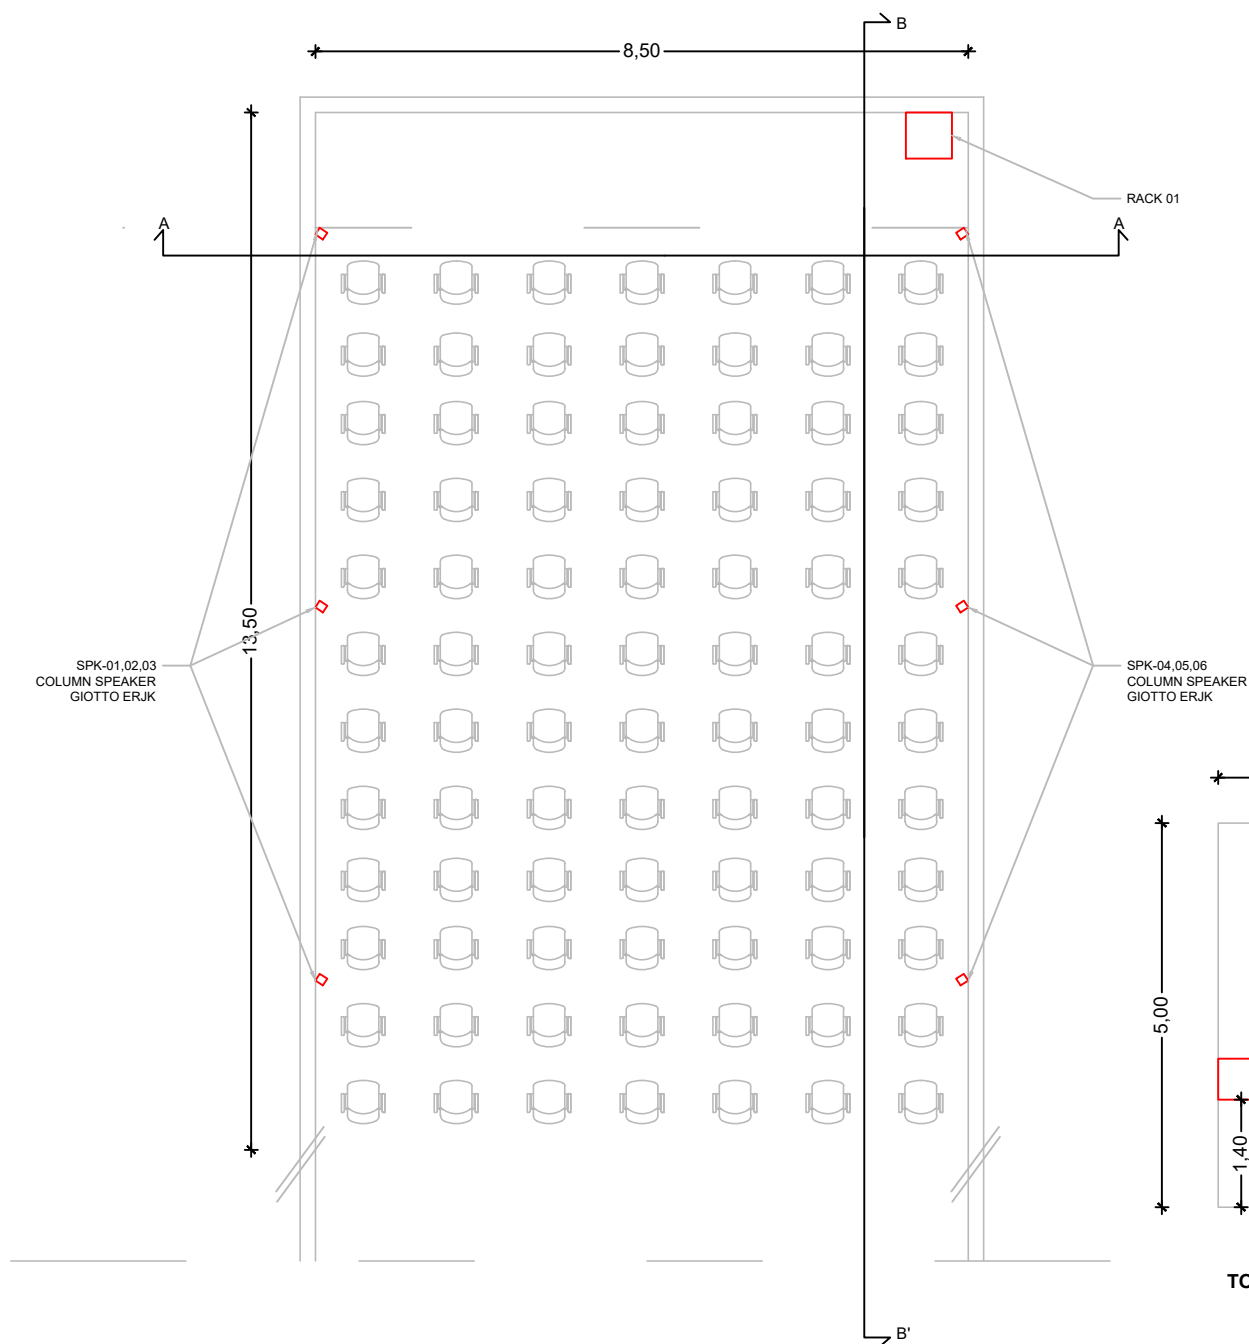 B
8,50
RACK 01
A
A
13,50
SPK-01,02,03
COLUMN SPEAKER
GIOTTO ERJK
SPK-04,05,06
COLUMN SPEAKER
GIOTTO ERJK
5,00
1,40
TO
B'